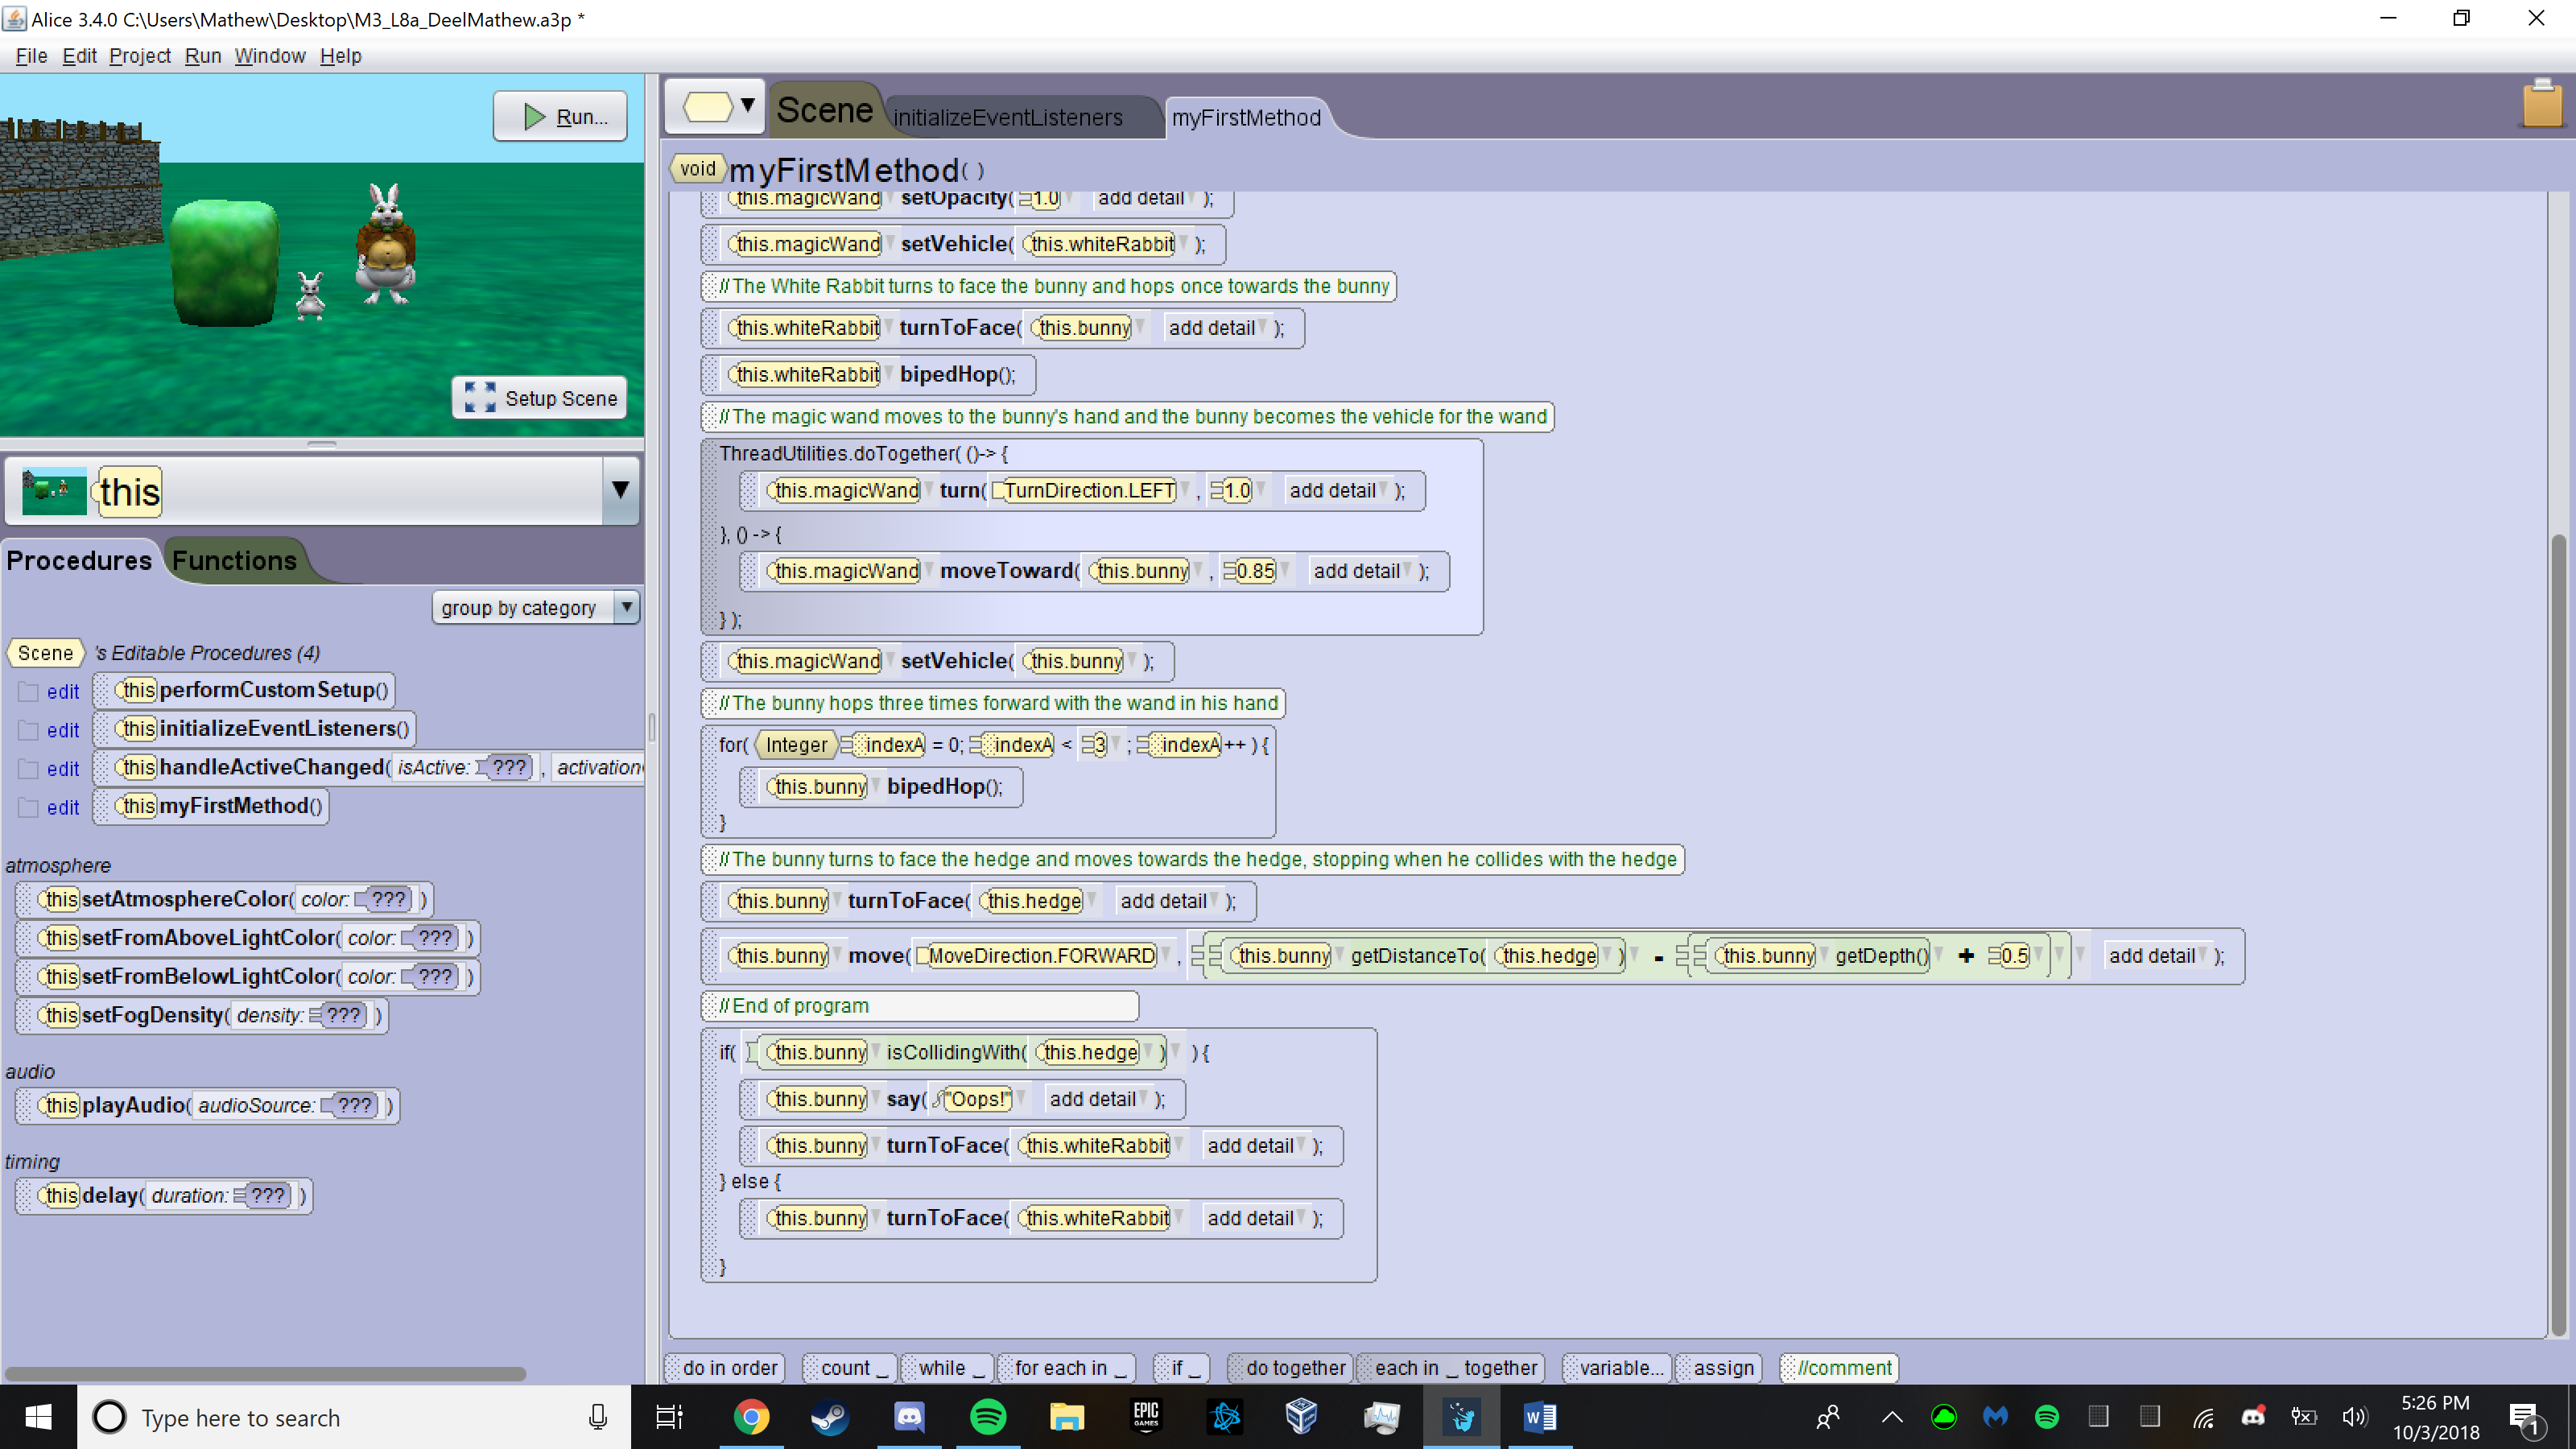 Alice 3.4.0 C:\Users\Mathew\Desktop\M3_L8a_DeelMathew.a3p *
File Edit Project Run Window Help
Run...
Setup Scene
this
Procedures Functions
group by category
Scene 's Editable Procedures (4)
edit this performCustomSetup()
edit this initializeEventListeners()
edit this handleActiveChanged( isActive: ??? , activation
edit this myFirstMethod()
atmosphere
this setAtmosphereColor( color: ??? )
this setFromAboveLightColor( color: ??? )
this setFromBelowLightColor( color: ??? )
this setFogDensity( density: ??? )
audio
this playAudio( audioSource: ??? )
timing
this delay( duration: ??? )
Scene initializeEventListeners myFirstMethod
void myFirstMethod( )
this.magicWand setOpacity( 1.0 add detail );
this.magicWand setVehicle( this.whiteRabbit );
//The White Rabbit turns to face the bunny and hops once towards the bunny
this.whiteRabbit turnToFace( this.bunny add detail );
this.whiteRabbit bipedHop();
//The magic wand moves to the bunny's hand and the bunny becomes the vehicle for the wand
ThreadUtilities.doTogether( ()-> {
this.magicWand turn( TurnDirection.LEFT , 1.0 add detail );
}, () -> {
this.magicWand moveToward( this.bunny , 0.85 add detail );
} );
this.magicWand setVehicle( this.bunny );
//The bunny hops three times forward with the wand in his hand
for( Integer indexA = 0; indexA < 3 ; indexA ++ ) {
this.bunny bipedHop();
}
//The bunny turns to face the hedge and moves towards the hedge, stopping when he collides with the hedge
this.bunny turnToFace( this.hedge add detail );
this.bunny move( MoveDirection.FORWARD , this.bunny getDistanceTo( this.hedge ) - this.bunny getDepth() + 0.5 add detail );
//End of program
if( this.bunny isCollidingWith( this.hedge ) ) {
this.bunny say( "Oops!" add detail );
this.bunny turnToFace( this.whiteRabbit add detail );
} else {
this.bunny turnToFace( this.whiteRabbit add detail );
}
do in order count _ while _ for each in _ if _ do together each in _ together variable... assign //comment
Type here to search
EPIC GAMES
W
5:26 PM
10/3/2018
1